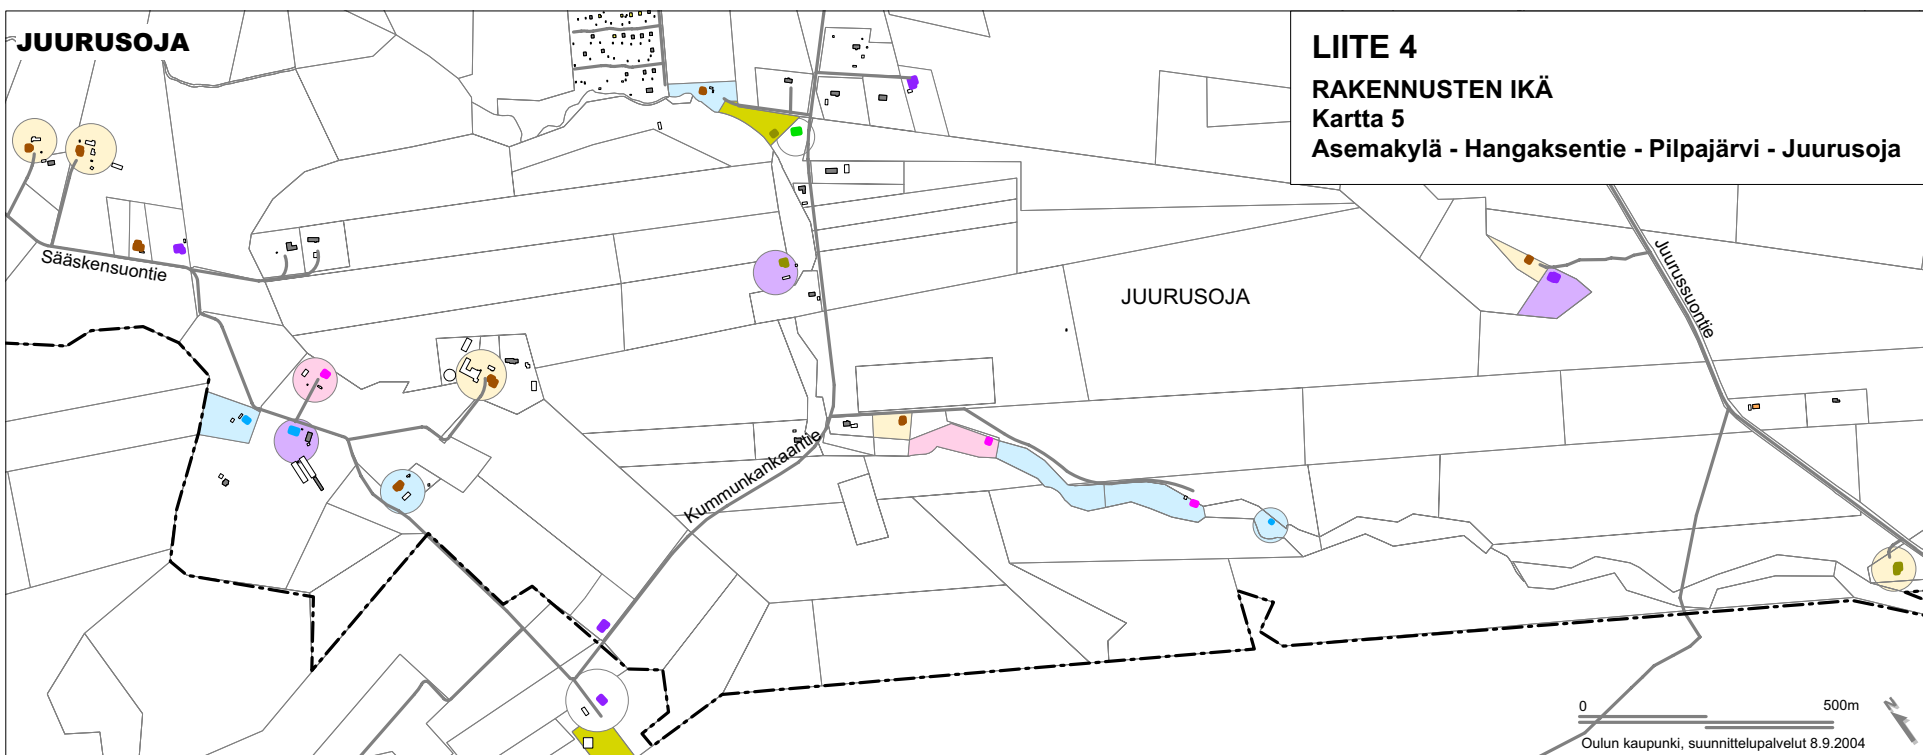 JUURUSOJA
LIITE 4
RAKENNUSTEN IKÄ
Kartta 5
Asemakylä - Hangaksentie - Pilpajärvi - Juurusoja
Sääskensuontie
Juurussuontie
JUURUSOJA
Kummunkankaantie
0 500m
Oulun kaupunki, suunnittelupalvelut 8.9.2004
N